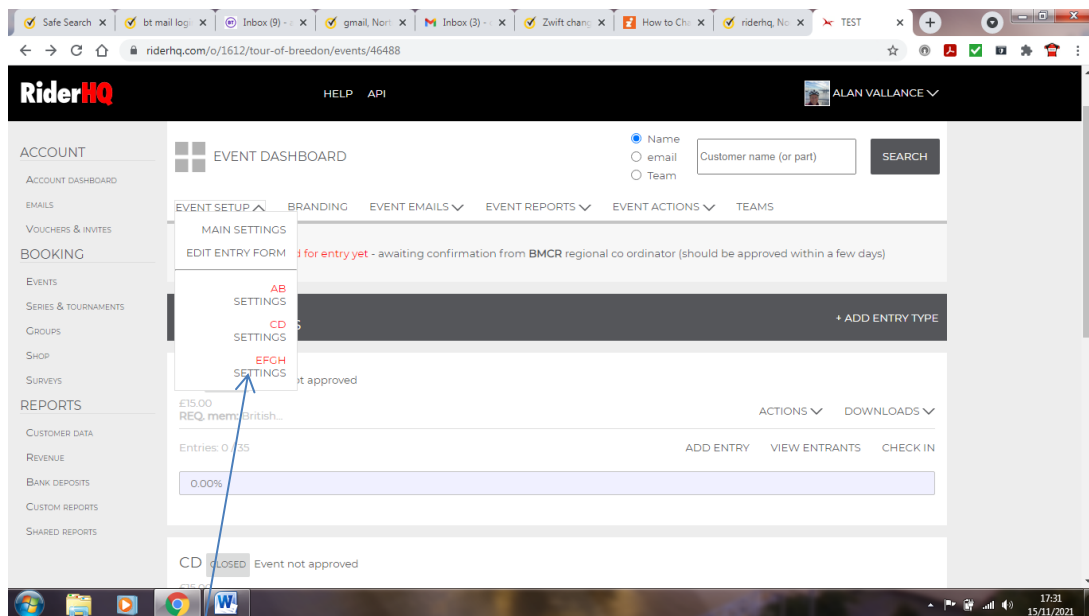 Safe Search
bt mail logi
Inbox (9) -
gmail, Nort
Inbox (3) -
Zwift chang
How to Cha
riderhq, No
TEST
riderhq.com/o/1612/tour-of-breedon/events/46488
RiderHQ
HELP API
ALAN VALLANCE
ACCOUNT
ACCOUNT DASHBOARD
EMAILS
VOUCHERS & INVITES
BOOKING
EVENTS
SERIES & TOURNAMENTS
GROUPS
SHOP
SURVEYS
REPORTS
CUSTOMER DATA
REVENUE
BANK DEPOSITS
CUSTOM REPORTS
SHARED REPORTS
EVENT DASHBOARD
Name
email
Team
Customer name (or part)
SEARCH
EVENT SETUP BRANDING EVENT EMAILS EVENT REPORTS EVENT ACTIONS TEAMS
MAIN SETTINGS
EDIT ENTRY FORM
AB
SETTINGS
CD
SETTINGS
EFGH
SETTINGS
for entry yet - awaiting confirmation from BMCR regional co ordinator (should be approved within a few days)
+ ADD ENTRY TYPE
not approved
£15.00
REQ. mem: British...
ACTIONS DOWNLOADS
Entries: 0 /35
ADD ENTRY VIEW ENTRANTS CHECK IN
0.00%
CD CLOSED Event not approved
17:31
15/11/2021